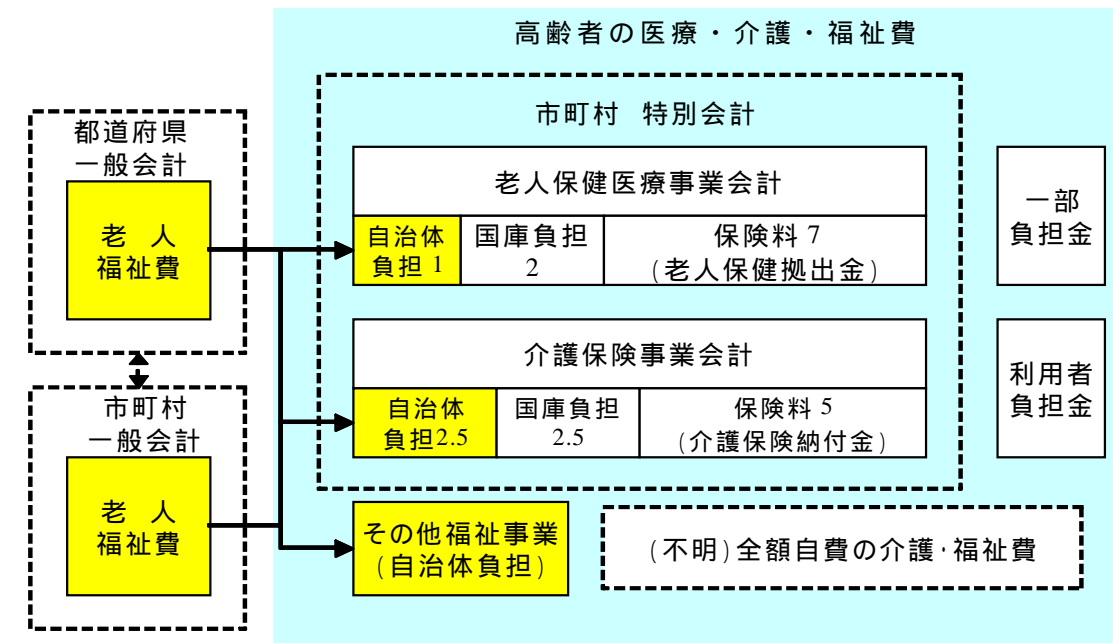 高齢者の医療・介護・福祉費
都道府県
一般会計
老 人
福祉費
市町村
一般会計
老 人
福祉費
市町村 特別会計
老人保健医療事業会計
自治体
負担1
国庫負担
2
保険料7
(老人保健拠出金)
介護保険事業会計
自治体
負担2.5
国庫負担
2.5
保険料5
(介護保険納付金)
その他福祉事業
(自治体負担)
(不明)全額自費の介護・福祉費
一部
負担金
利用者
負担金